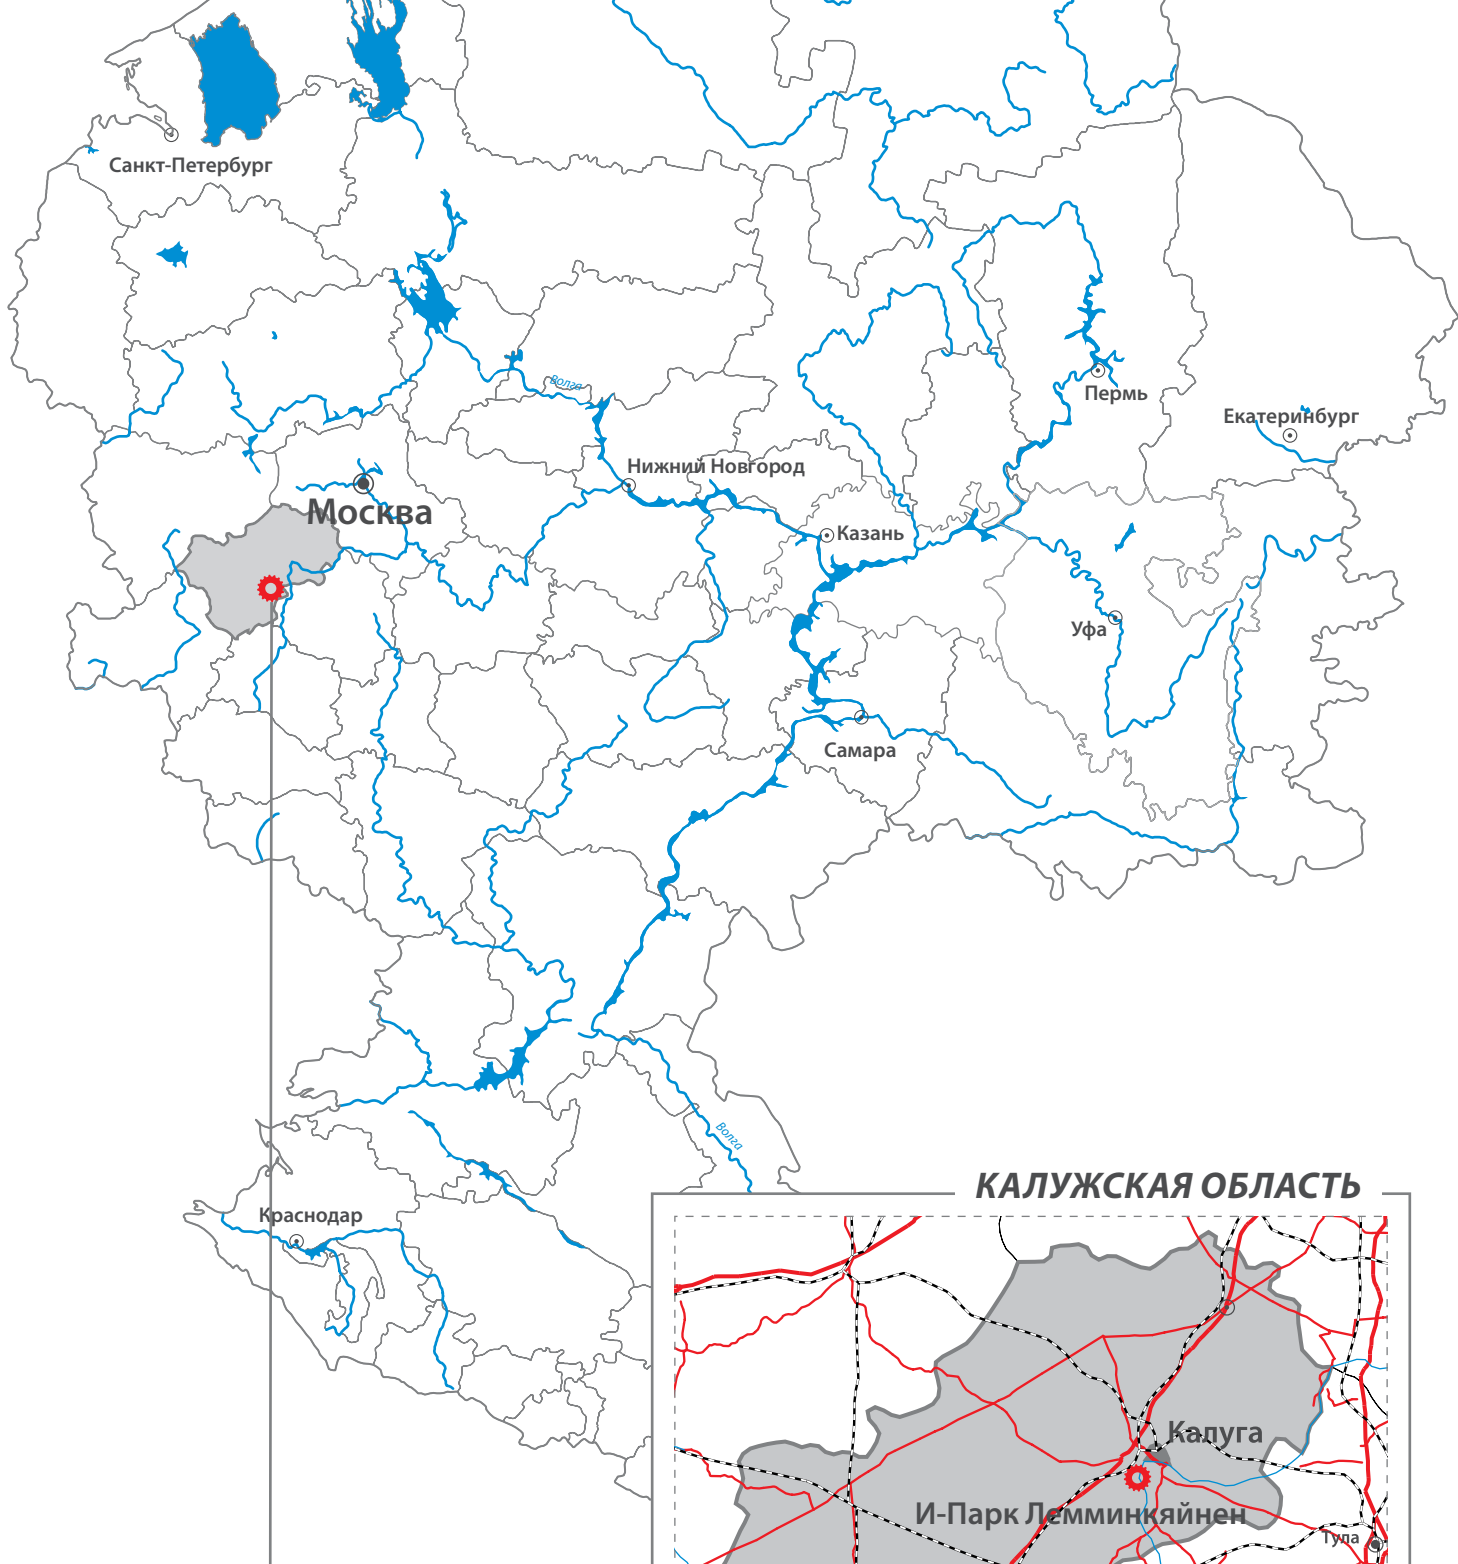 Санкт-Петербург
Волга
Пермь
Екатеринбург
Нижний Новгород
Москва
Казань
Уфа
Самара
Волга
КАЛУЖСКАЯ ОБЛАСТЬ
Краснодар
Калуга
И-Парк Лемминкяйнен
Тула